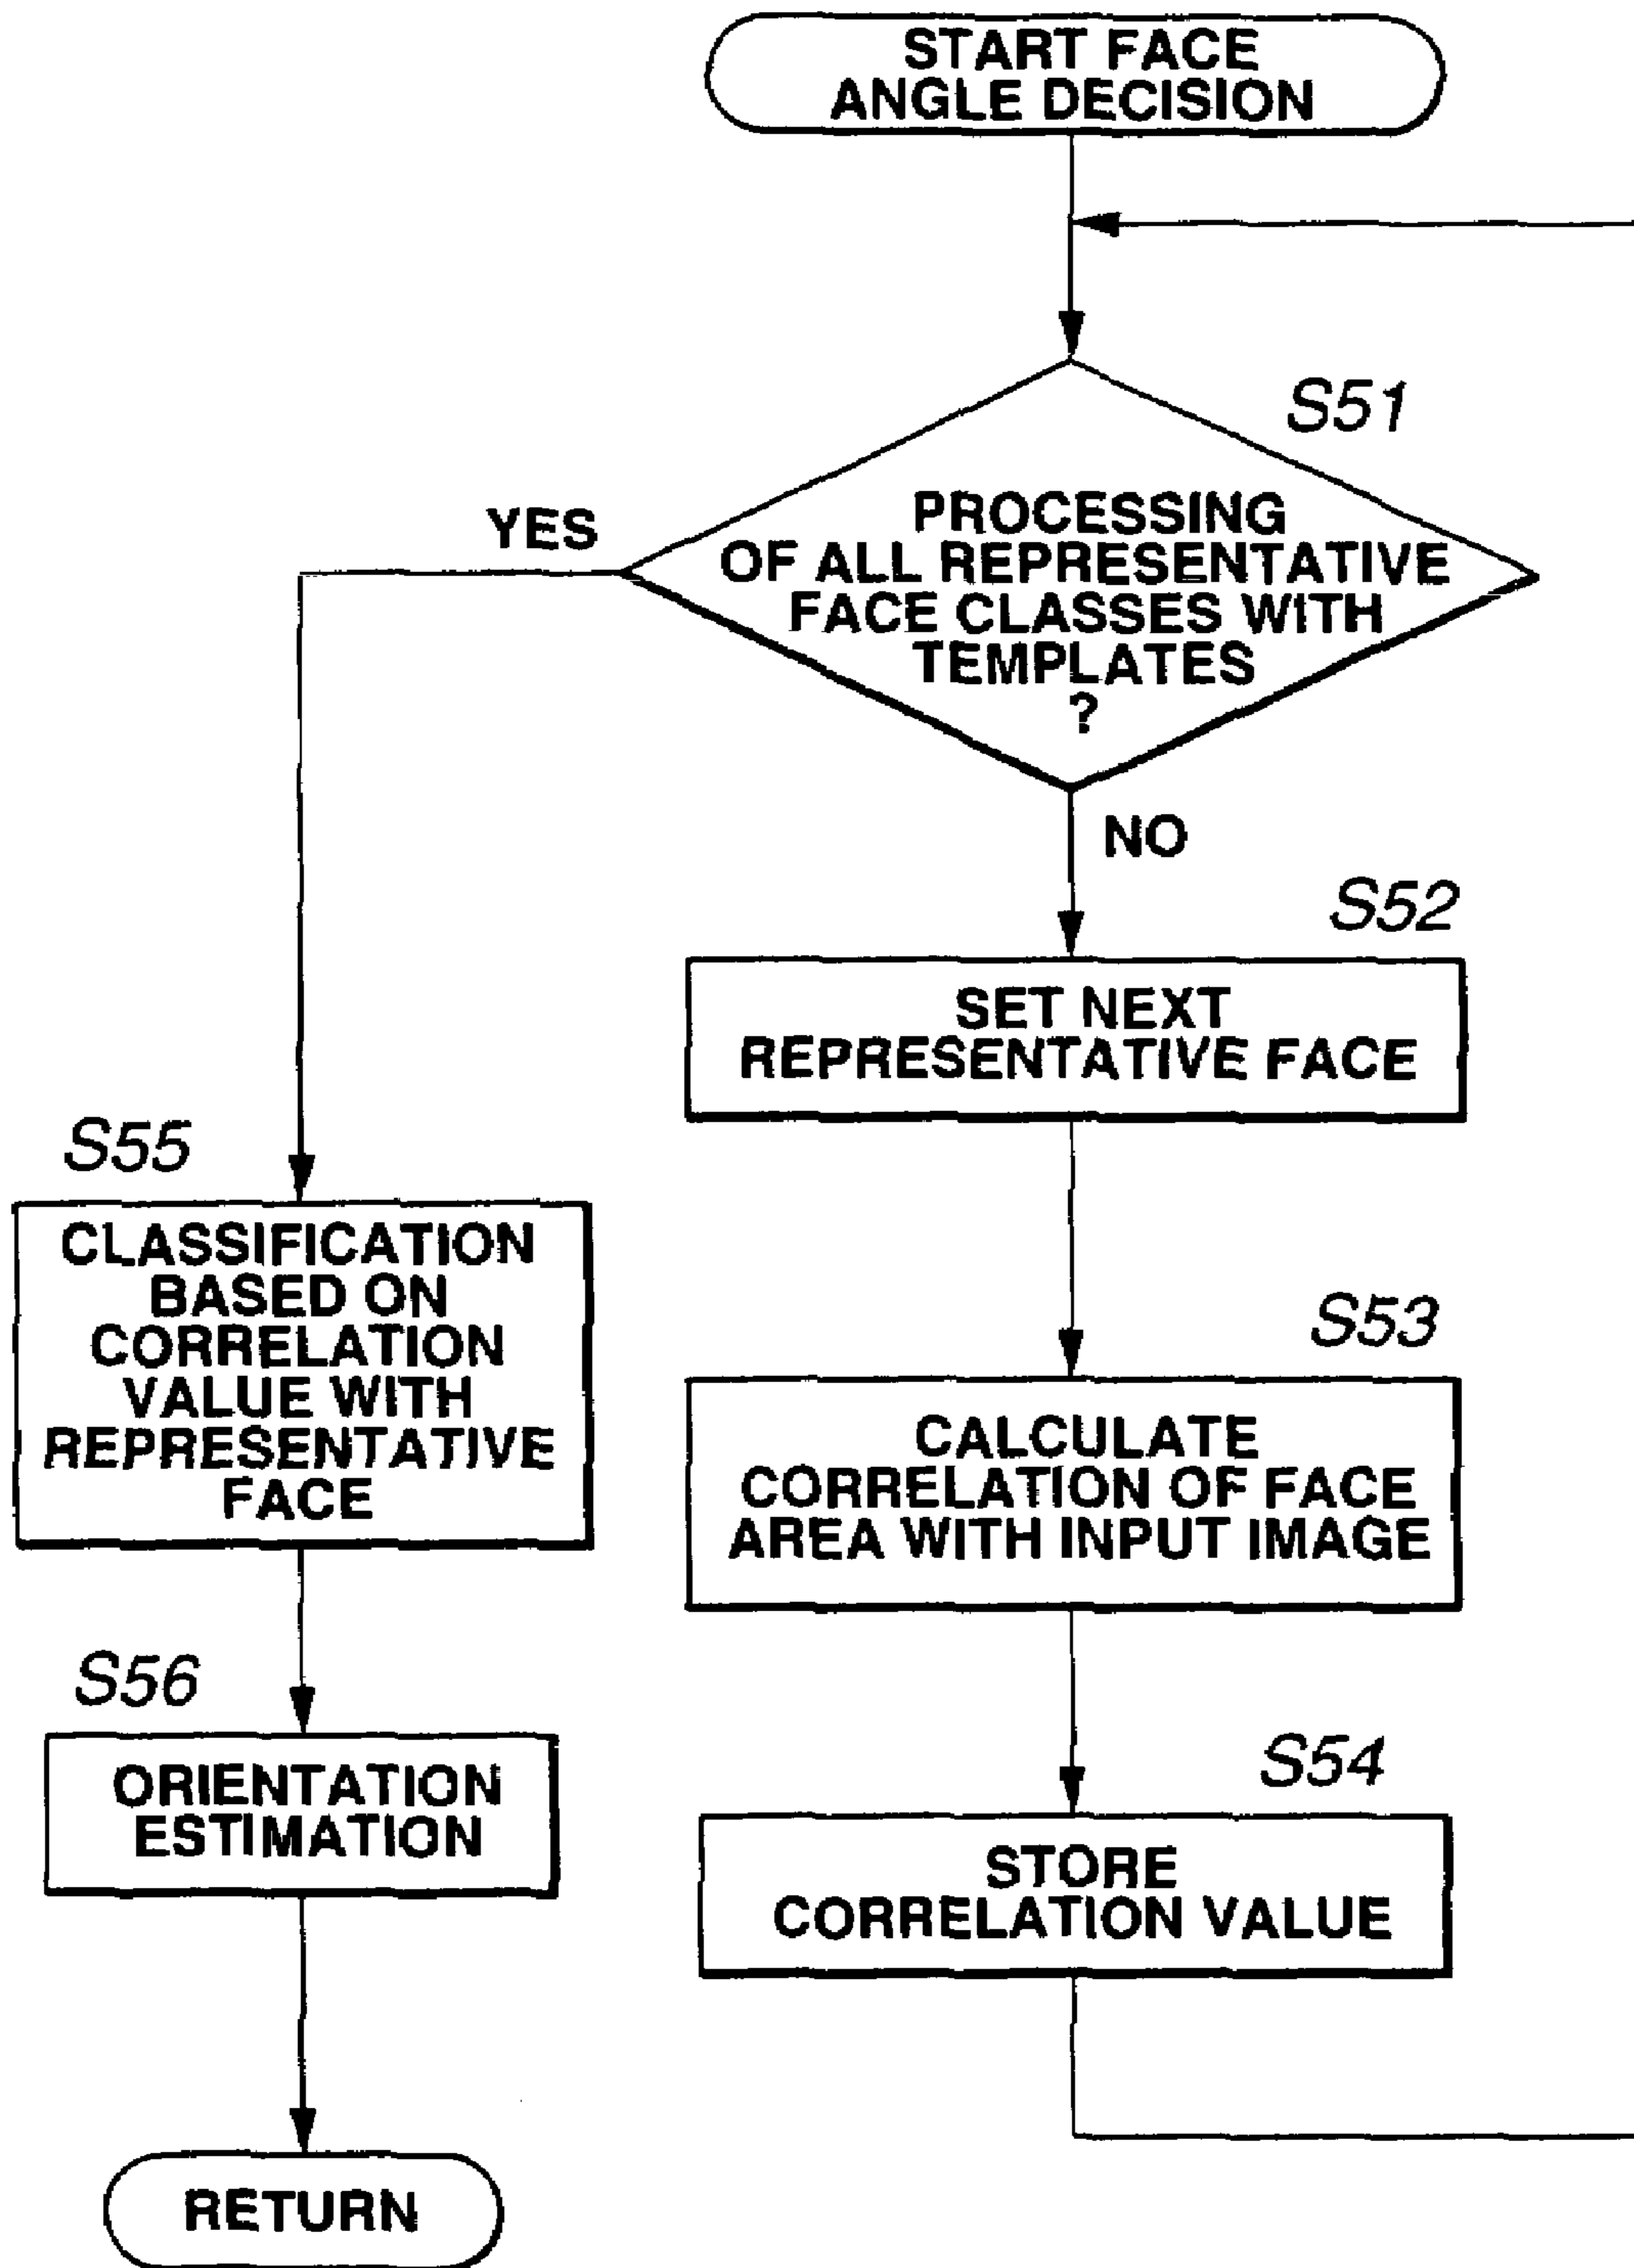 START FACE
ANGLE DECISION
S51
PROCESSING
OF ALL REPRESENTATIVE
FACE CLASSES WITH
TEMPLATES
?
YES
NO
S52
SET NEXT
REPRESENTATIVE FACE
S53
CALCULATE
CORRELATION OF FACE
AREA WITH INPUT IMAGE
S54
STORE
CORRELATION VALUE
S55
CLASSIFICATION
BASED ON
CORRELATION
VALUE WITH
REPRESENTATIVE
FACE
S56
ORIENTATION
ESTIMATION
RETURN